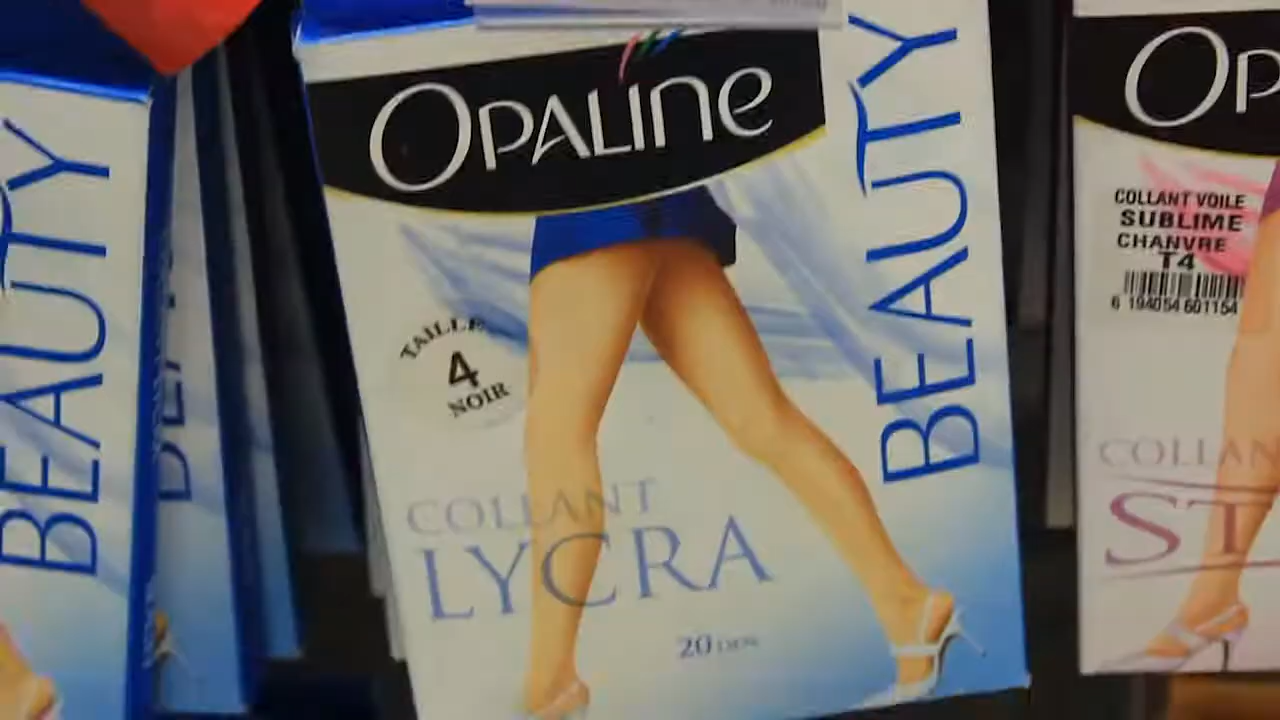 BEAUTY
OPALINE
BEAUTY
TAILLE
4
NOIR
COLLANT
LYCRA
20 DEN
OP
COLLANT VOILE
SUBLIME
CHANVRE
T4
6 194054 601154
COLLAN
ST